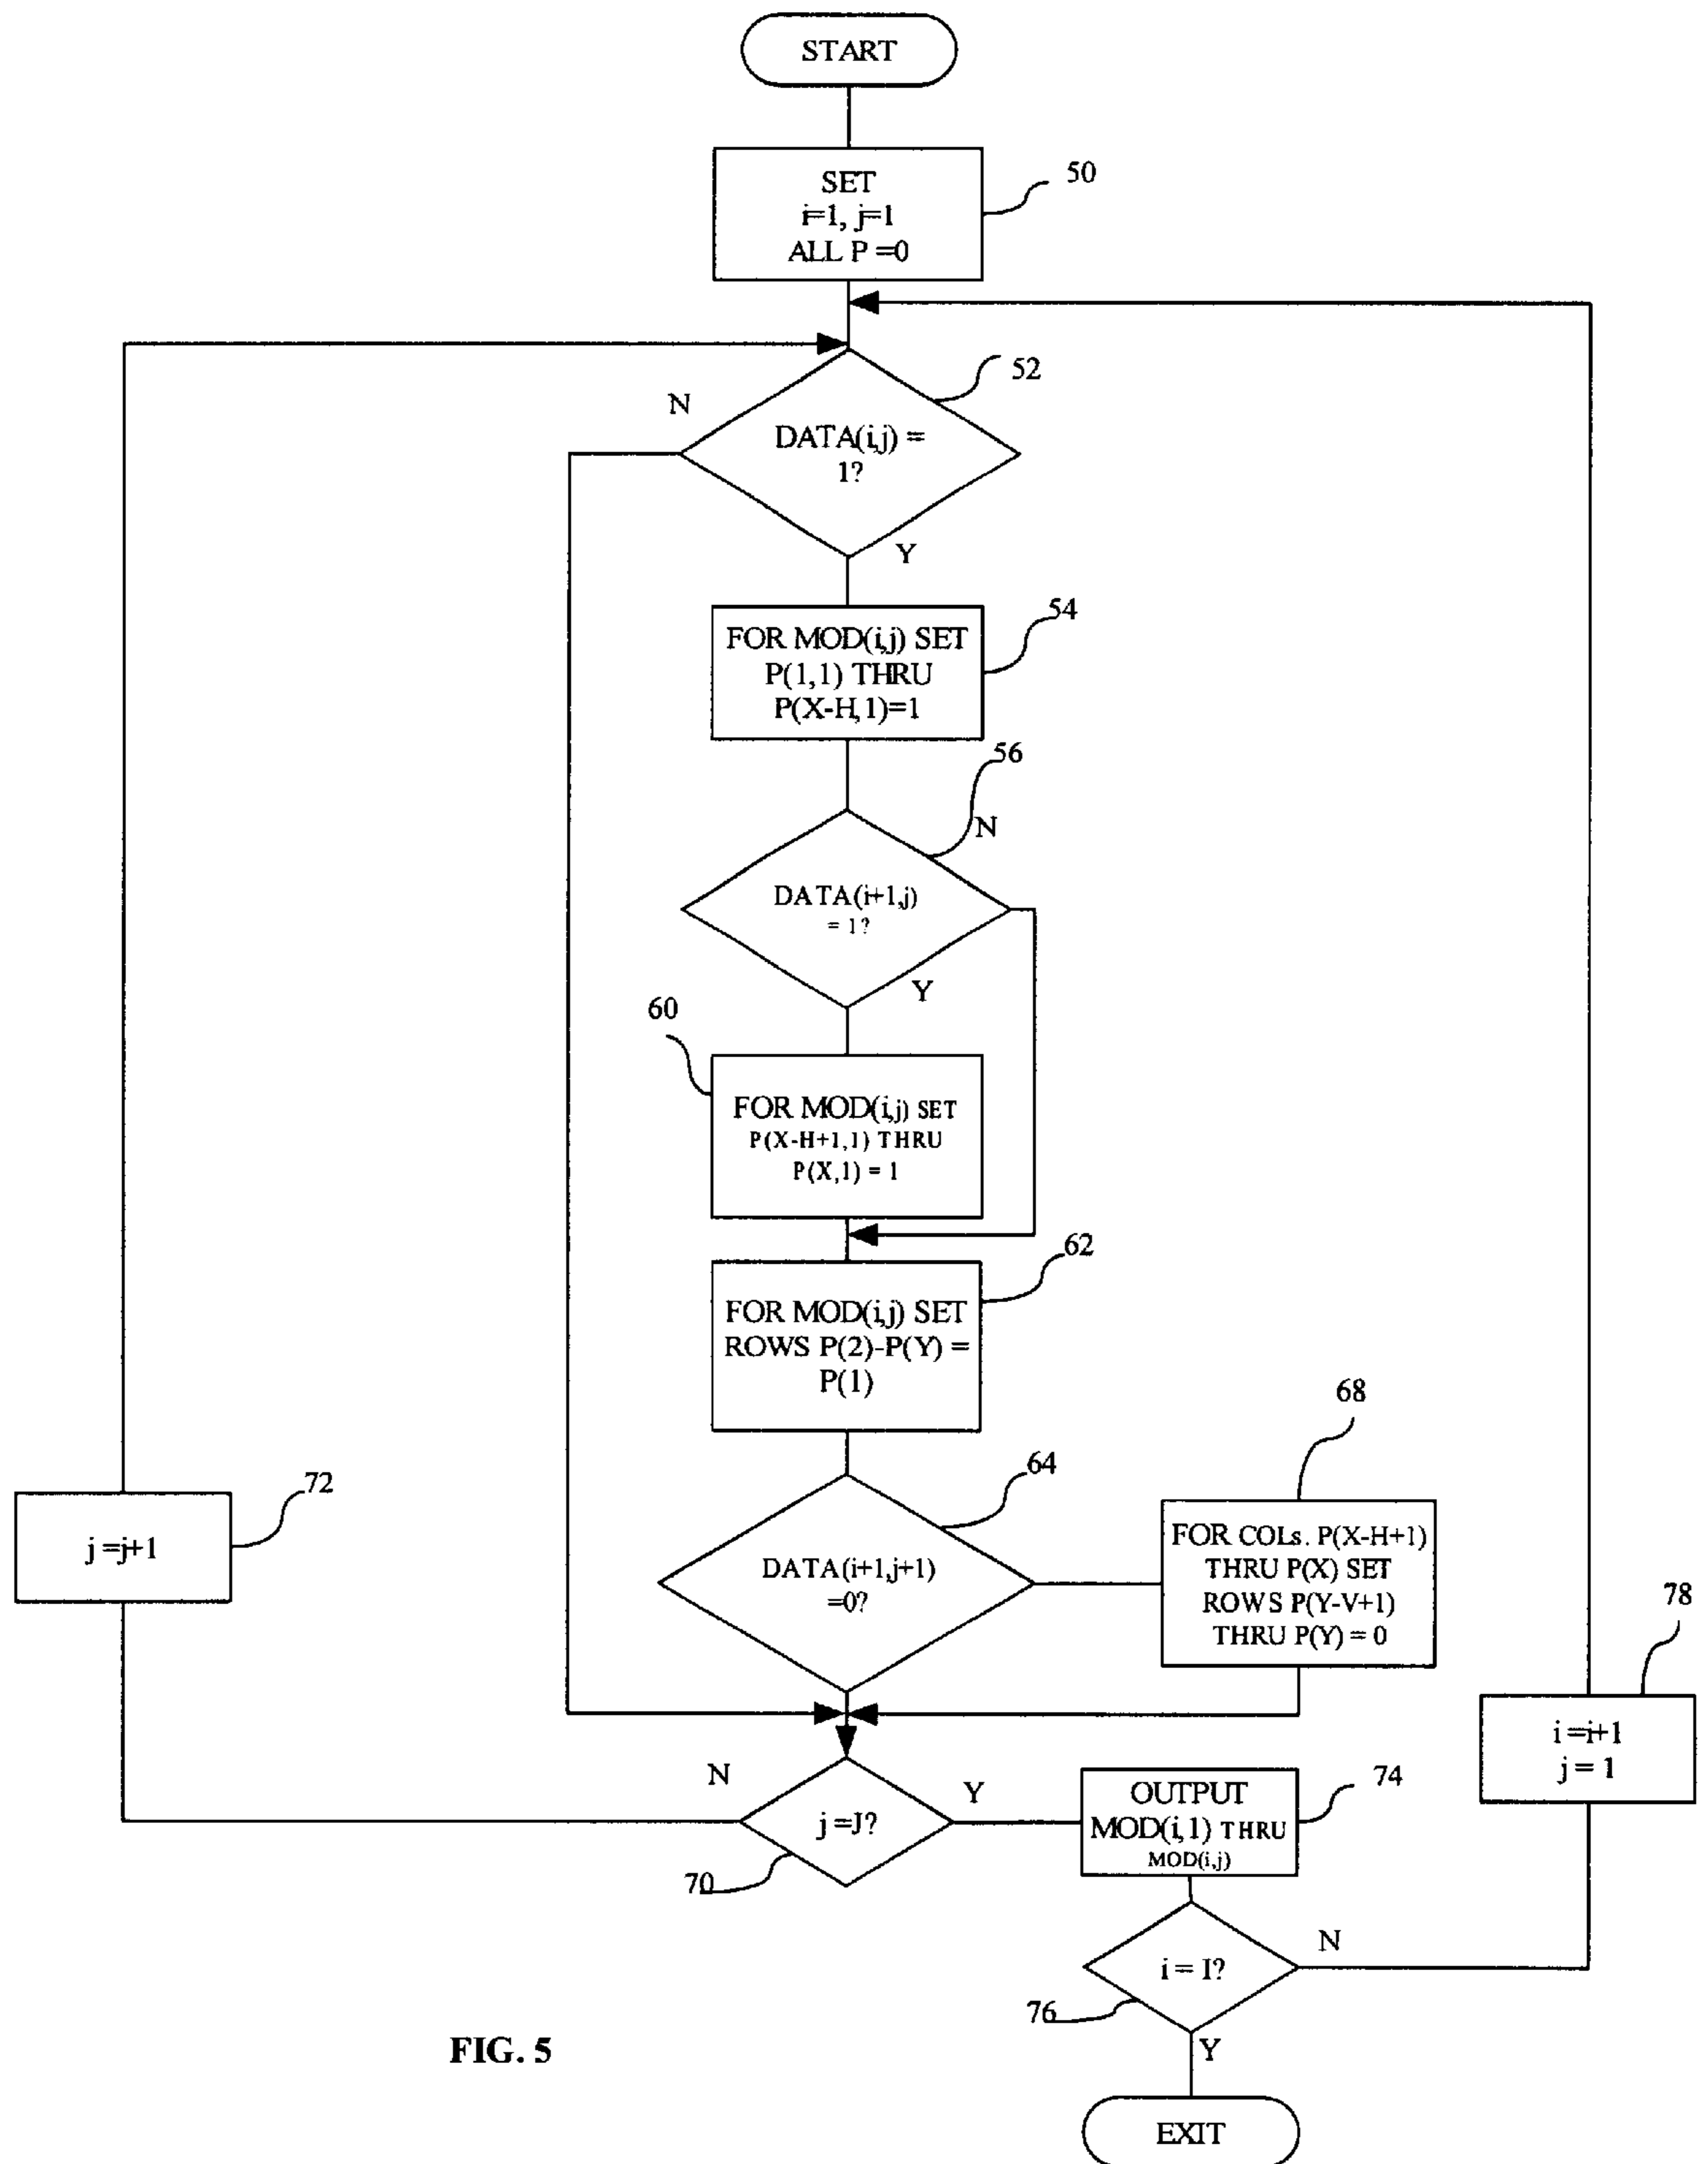 START
SET
i=1, j=1
ALL P =0
50
52
N
DATA(i,j) =
1?
Y
54
FOR MOD(i,j) SET
P(1,1) THRU
P(X-H,1)=1
56
N
DATA(i+1,j)
= 1?
Y
60
FOR MOD(i,j) SET
P(X-H+1,1) THRU
P(X,1) = 1
62
FOR MOD(i,j) SET
ROWS P(2)-P(Y) =
P(1)
64
DATA(i+1,j+1)
=0?
68
FOR COLs. P(X-H+1)
THRU P(X) SET
ROWS P(Y-V+1)
THRU P(Y) = 0
72
j =j+1
78
i =i+1
j = 1
N
j =J?
Y
70
74
OUTPUT
MOD(i,1) THRU
MOD(i,j)
i = I?
N
76
Y
EXIT
FIG. 5